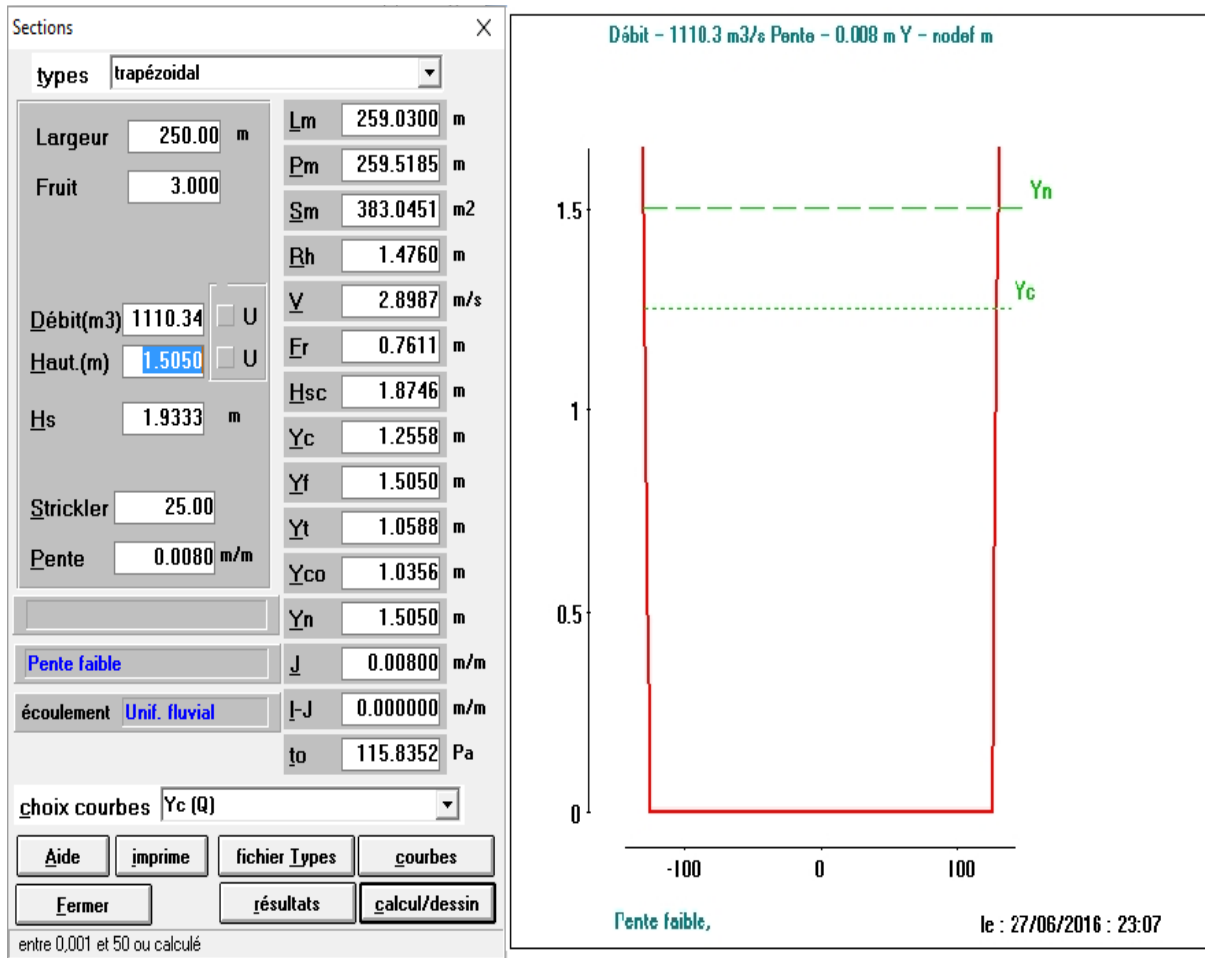 Sections
types trapézoidal
Largeur 250.00 m
Fruit 3.000
Débit(m3) 1110.34 U
Haut.(m) 1.5050 U
Hs 1.9333 m
Strickler 25.00
Pente 0.0080 m/m
Pente faible
écoulement Unif. fluvial
Lm 259.0300 m
Pm 259.5185 m
Sm 383.0451 m2
Rh 1.4760 m
V 2.8987 m/s
Fr 0.7611 m
Hsc 1.8746 m
Yc 1.2558 m
Yf 1.5050 m
Yt 1.0588 m
Yco 1.0356 m
Yn 1.5050 m
J 0.00800 m/m
I-J 0.000000 m/m
to 115.8352 Pa
choix courbes Yc (Q)
Aide imprime fichier Types courbes
Fermer résultats calcul/dessin
entre 0,001 et 50 ou calculé
Débit – 1110.3 m3/s Pente – 0.008 m Y – nodef m
Yn
1.5
Yc
1
0.5
0
-100 0 100
Pente faible,
le : 27/06/2016 : 23:07